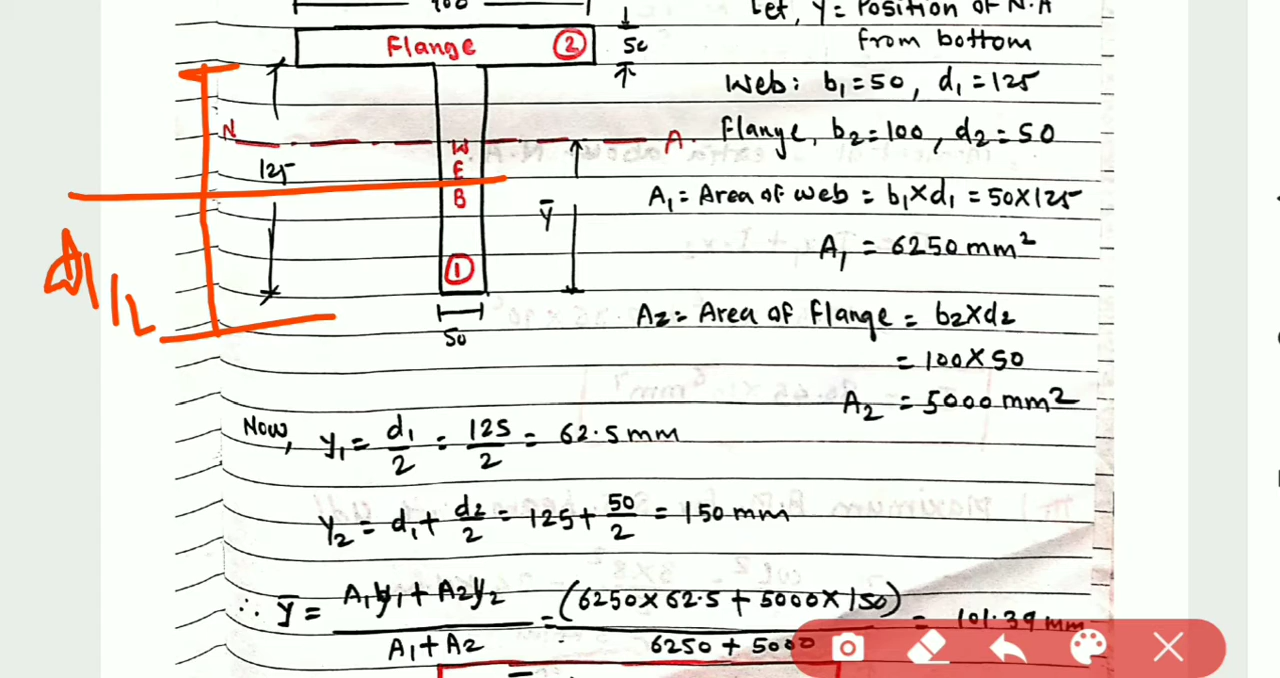 100
Let, Y = Position of N.A
from bottom
Flange ②
50
Web: b₁ = 50, d₁ = 125
N
A
Flange, b₂ = 100, d₂ = 50
125
WEB
ȳ
A₁ = Area of web = b₁×d₁ = 50×125
A₁ = 6250 mm²
①
d1/2
50
A₂ = Area of Flange = b₂×d₂
= 100×50
A₂ = 5000 mm²
Now, y₁ = d₁/2 = 125/2 = 62.5 mm
Y₂ = d₁ + d₂/2 = 125 + 50/2 = 150 mm
∴ ȳ = A₁y₁ + A₂y₂ / A₁ + A₂ = (6250×62.5 + 5000×150) / 6250 + 5000 = 101.39 mm